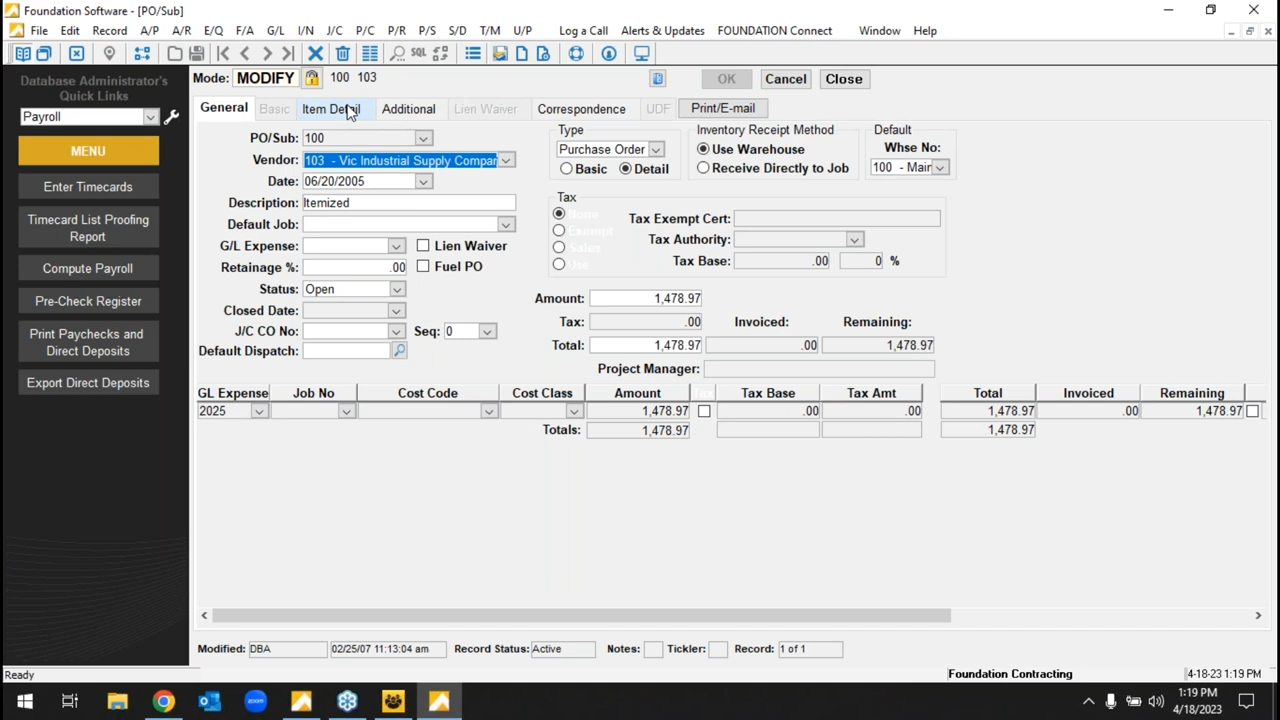 Foundation Software - [PO/Sub]
File Edit Record A/P A/R E/Q F/A G/L I/N J/C P/C P/R P/S S/D T/M U/P Log a Call Alerts & Updates FOUNDATION Connect Window Help
SQL
Database Administrator's
Quick Links
Payroll
MENU
Enter Timecards
Timecard List Proofing
Report
Compute Payroll
Pre-Check Register
Print Paychecks and
Direct Deposits
Export Direct Deposits
Mode: MODIFY 100 103 OK Cancel Close
General Basic Item Detail Additional Lien Waiver Correspondence UDF Print/E-mail
PO/Sub: 100
Vendor: 103 - Vic Industrial Supply Compar
Date: 06/20/2005
Description: Itemized
Default Job:
G/L Expense: Lien Waiver
Retainage %: .00 Fuel PO
Status: Open
Closed Date:
J/C CO No: Seq: 0
Default Dispatch:
Type
Purchase Order
Basic Detail
Inventory Receipt Method
Use Warehouse
Receive Directly to Job
Default
Whse No:
100 - Mair
Tax
None
Exempt
Sales
Use
Tax Exempt Cert:
Tax Authority:
Tax Base: .00 0 %
Amount: 1,478.97
Tax: .00 Invoiced: Remaining:
Total: 1,478.97 .00 1,478.97
Project Manager:
GL Expense Job No Cost Code Cost Class Amount Tax Base Tax Amt Total Invoiced Remaining
2025 1,478.97 .00 .00 1,478.97 .00 1,478.97
Totals: 1,478.97 1,478.97
Modified: DBA 02/25/07 11:13:04 am Record Status: Active Notes: Tickler: Record: 1 of 1
Ready Foundation Contracting 4-18-23 1:19 PM
zoom
1:19 PM
4/18/2023